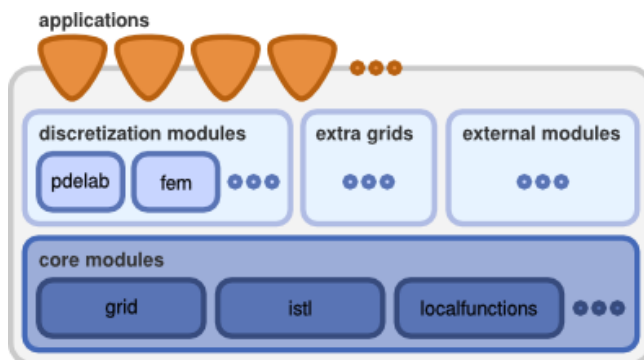 applications
discretization modules
extra grids
external modules
pdelab
fem
core modules
grid
istl
localfunctions